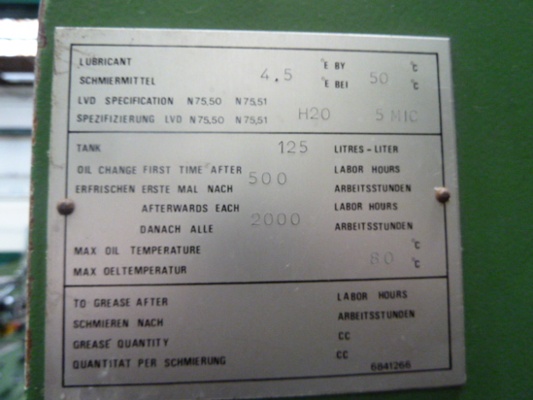 LUBRICANT °E BY °C
SCHMIERMITTEL 4.5 °E BEI 50 °C
LVD SPECIFICATION N75,50 N75,51
SPEZIFIZIERUNG LVD N75,50 N75,51 H20 5 MIC
TANK 125 LITRES-LITER
OIL CHANGE FIRST TIME AFTER LABOR HOURS
ERFRISCHEN ERSTE MAL NACH 500 ARBEITSSTUNDEN
AFTERWARDS EACH LABOR HOURS
DANACH ALLE 2000 ARBEITSSTUNDEN
MAX OIL TEMPERATURE °C
MAX OELTEMPERATUR 80 °C
TO GREASE AFTER LABOR HOURS
SCHMIEREN NACH ARBEITSSTUNDEN
GREASE QUANTITY CC
QUANTITAT PER SCHMIERUNG CC
6841266